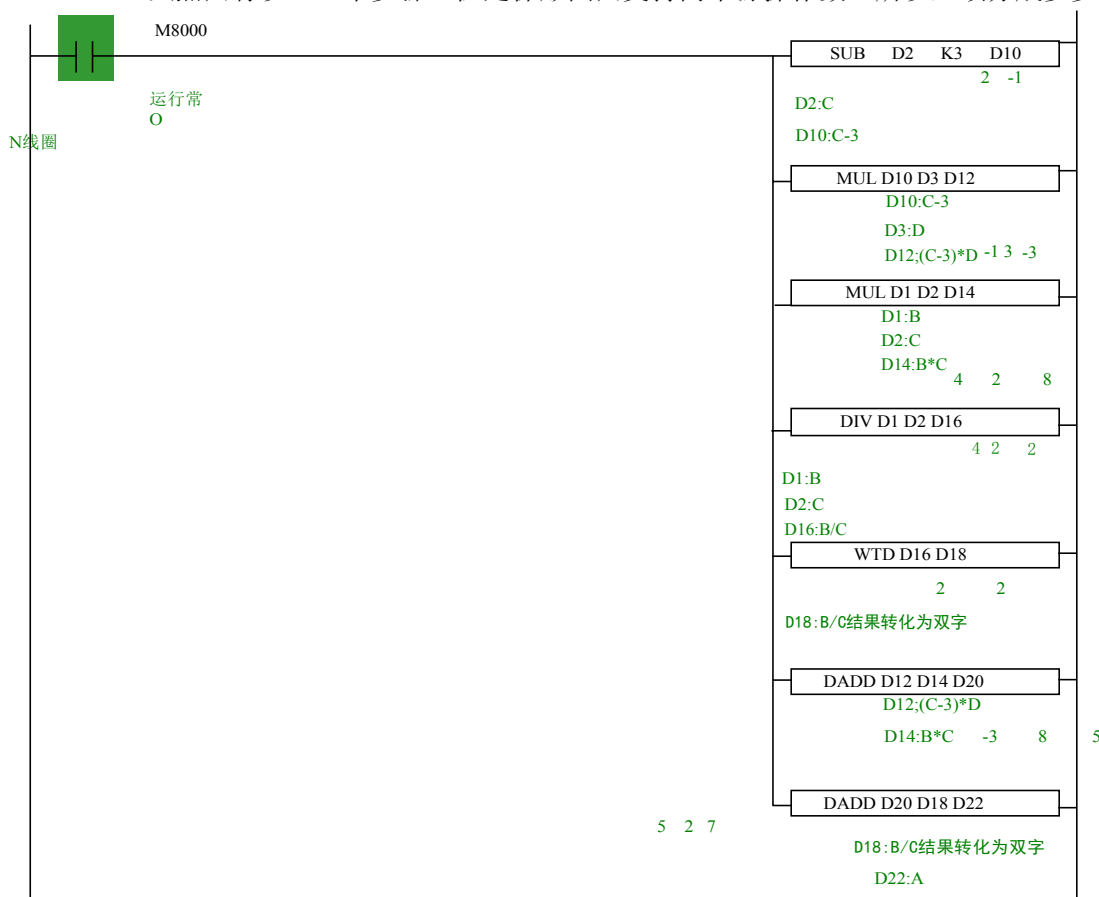 M8000
运行常
O
N线圈
SUB D2 K3 D10
2 -1
D2:C
D10:C-3
MUL D10 D3 D12
D10:C-3
D3:D
D12;(C-3)*D -1 3 -3
MUL D1 D2 D14
D1:B
D2:C
D14:B*C
4 2 8
DIV D1 D2 D16
4 2 2
D1:B
D2:C
D16:B/C
WTD D16 D18
2 2
D18:B/C结果转化为双字
DADD D12 D14 D20
D12;(C-3)*D
D14:B*C -3 8 5
DADD D20 D18 D22
5 2 7
D18:B/C结果转化为双字
D22:A